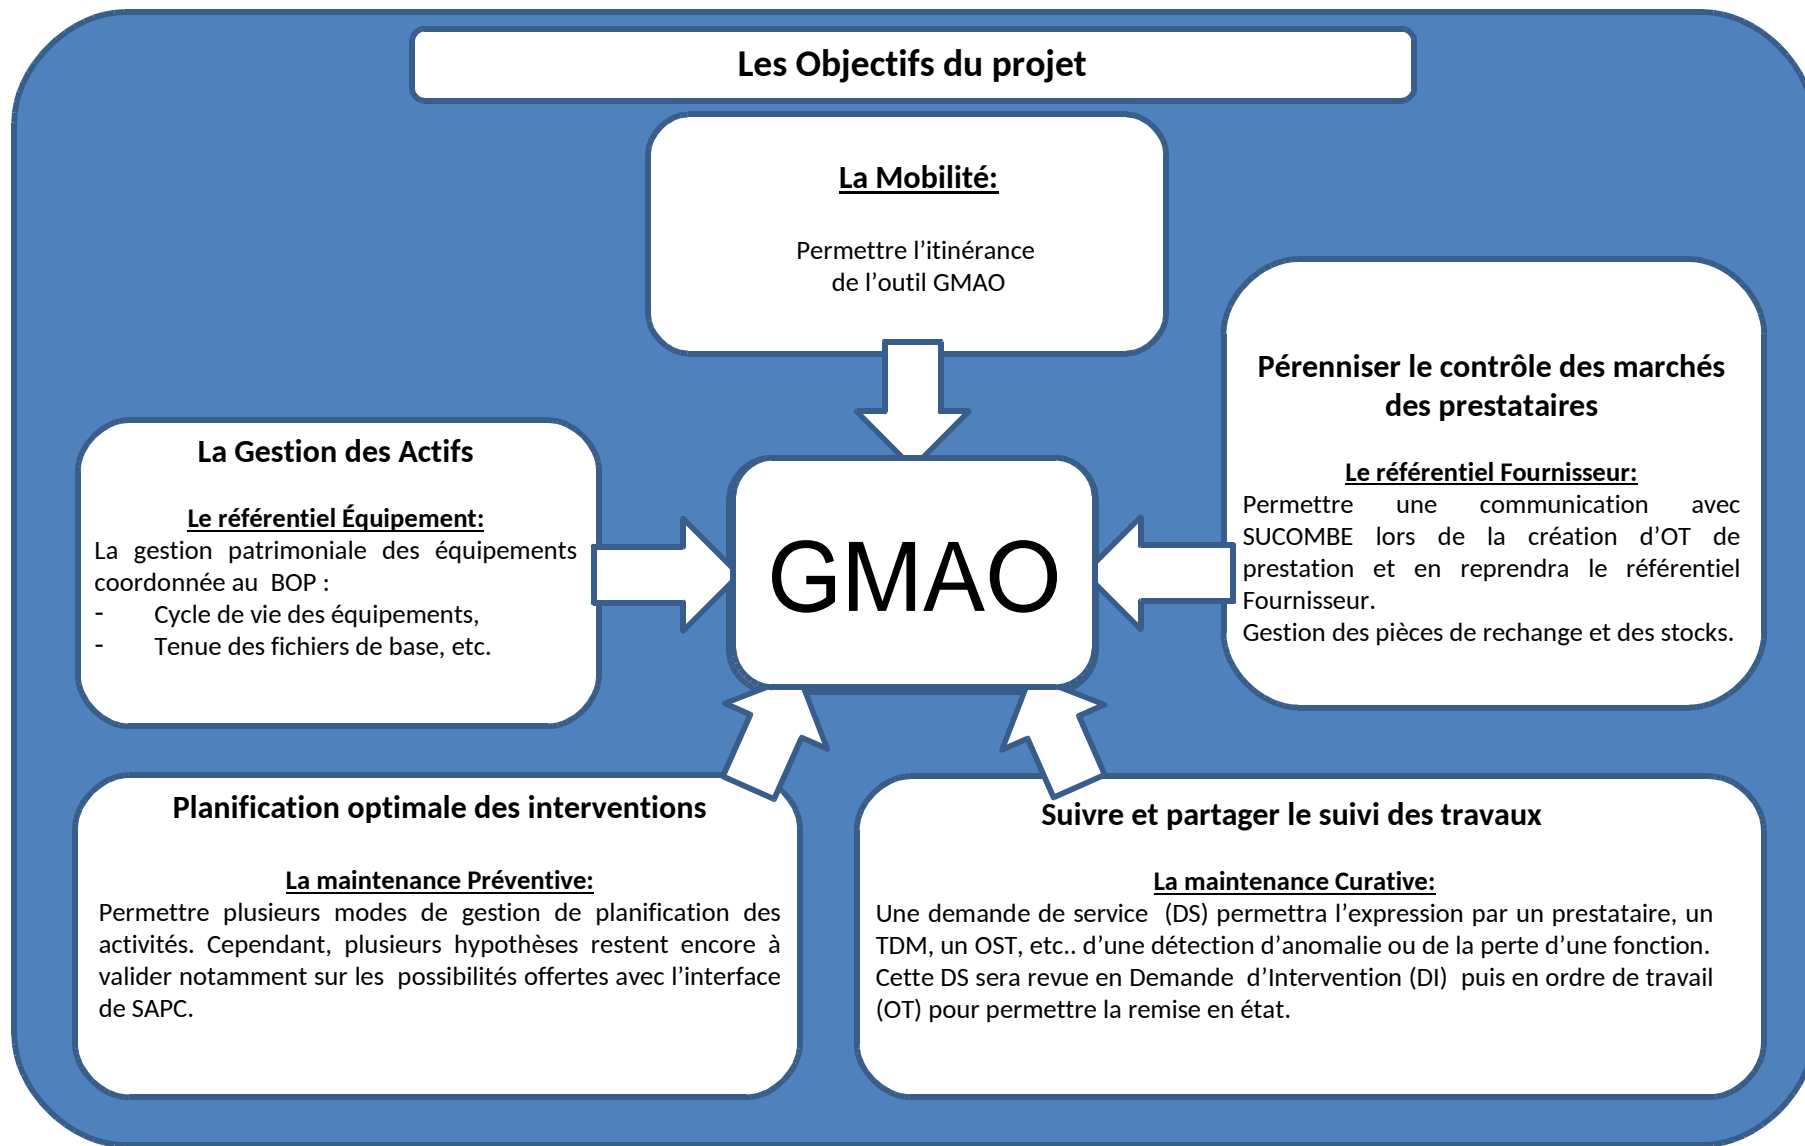 Les Objectifs du projet
La Mobilité:
Permettre l’itinérance
de l’outil GMAO
La Gestion des Actifs
Le référentiel Équipement:
La gestion patrimoniale des équipements
coordonnée au BOP :
- Cycle de vie des équipements,
- Tenue des fichiers de base, etc.
GMAO
Pérenniser le contrôle des marchés
des prestataires
Le référentiel Fournisseur:
Permettre une communication avec
SUCOMBE lors de la création d’OT de
prestation et en reprendra le référentiel
Fournisseur.
Gestion des pièces de rechange et des stocks.
Planification optimale des interventions
La maintenance Préventive:
Permettre plusieurs modes de gestion de planification des
activités. Cependant, plusieurs hypothèses restent encore à
valider notamment sur les possibilités offertes avec l’interface
de SAPC.
Suivre et partager le suivi des travaux
La maintenance Curative:
Une demande de service (DS) permettra l’expression par un prestataire, un
TDM, un OST, etc.. d’une détection d’anomalie ou de la perte d’une fonction.
Cette DS sera revue en Demande d’Intervention (DI) puis en ordre de travail
(OT) pour permettre la remise en état.